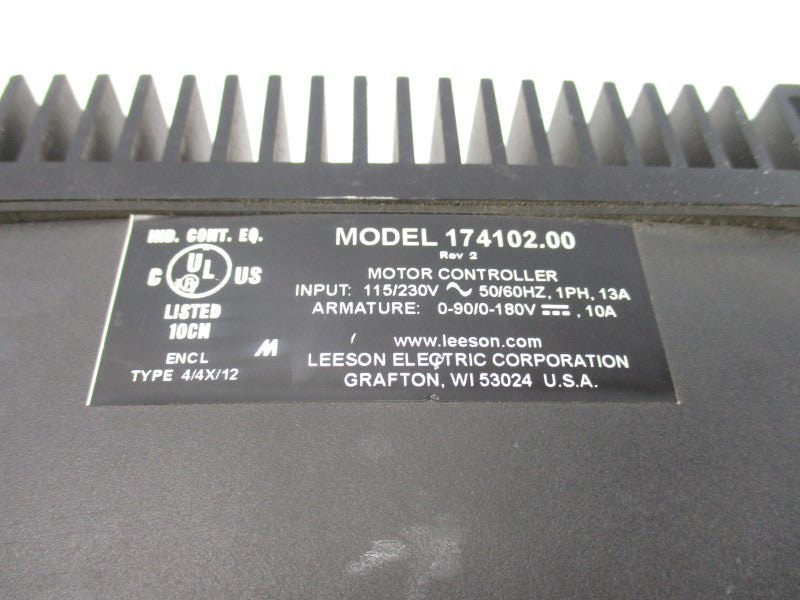 IND. CONT. EQ.
C UL R US
LISTED
10CN
ENCL
TYPE 4/4X/12
MODEL 174102.00
Rev 2
MOTOR CONTROLLER
INPUT: 115/230V ∿ 50/60HZ, 1PH, 13A
ARMATURE: 0-90/0-180V ⎓ , 10A
www.leeson.com
LEESON ELECTRIC CORPORATION
GRAFTON, WI 53024 U.S.A.